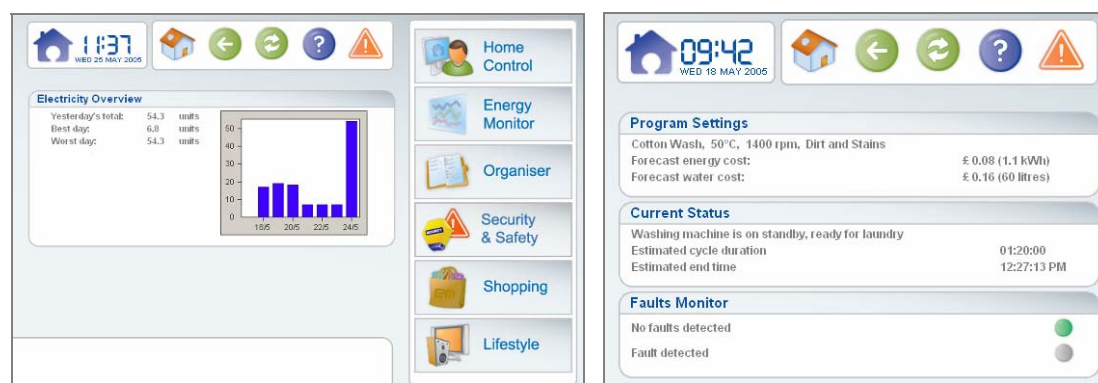 11:37
WED 25 MAY 2005
?
!
Electricity Overview
Yesterday's total: 54.3 units
Best day: 6.8 units
Worst day: 54.3 units
50
40
30
20
10
0
18/5 20/5 22/5 24/5
Home
Control
Energy
Monitor
Organiser
Security
& Safety
Shopping
em
Lifestyle
09:42
WED 18 MAY 2005
?
!
Program Settings
Cotton Wash, 50°C, 1400 rpm, Dirt and Stains
Forecast energy cost: £ 0.08 (1.1 kWh)
Forecast water cost: £ 0.16 (60 litres)
Current Status
Washing machine is on standby, ready for laundry
Estimated cycle duration 01:20:00
Estimated end time 12:27:13 PM
Faults Monitor
No faults detected
Fault detected